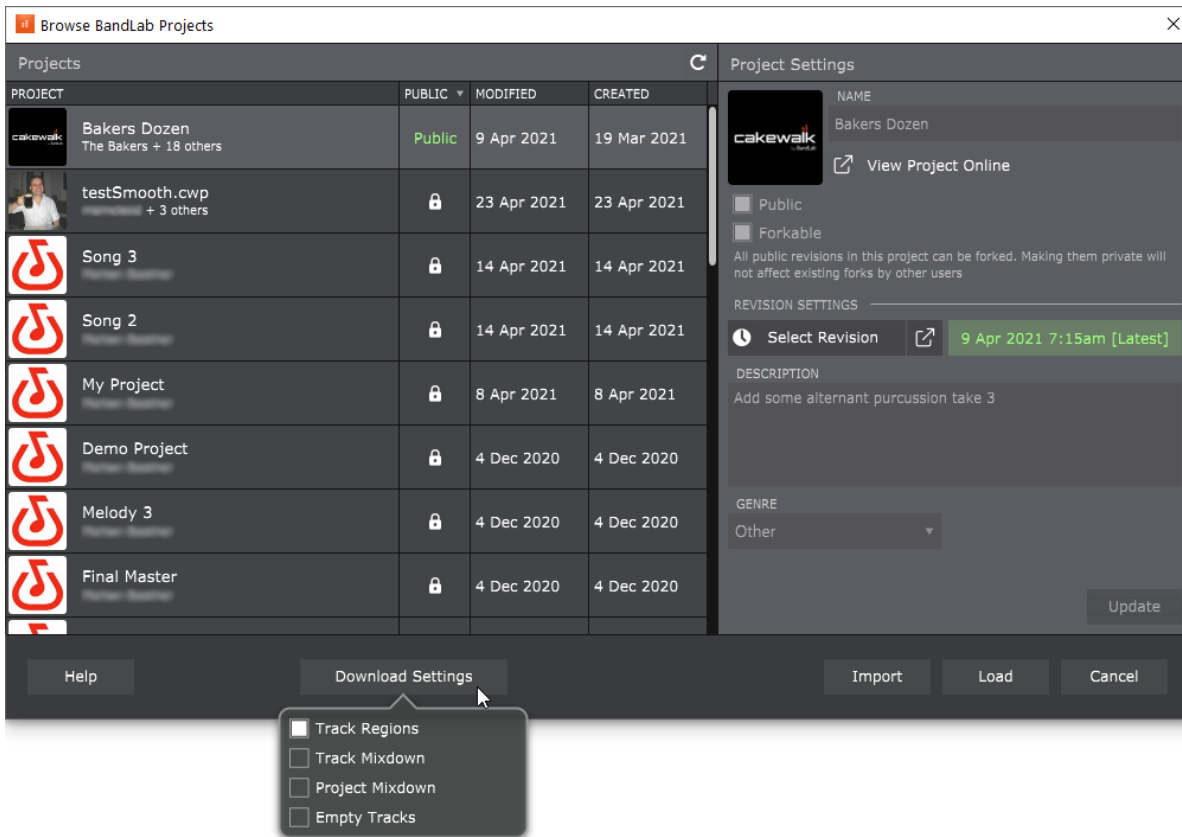 Browse BandLab Projects
Projects
Project Settings
PROJECT PUBLIC MODIFIED CREATED
cakewalk
Bakers Dozen
The Bakers + 18 others
Public 9 Apr 2021 19 Mar 2021
testSmooth.cwp
+ 3 others
23 Apr 2021 23 Apr 2021
Song 3
14 Apr 2021 14 Apr 2021
Song 2
14 Apr 2021 14 Apr 2021
My Project
8 Apr 2021 8 Apr 2021
Demo Project
4 Dec 2020 4 Dec 2020
Melody 3
4 Dec 2020 4 Dec 2020
Final Master
4 Dec 2020 4 Dec 2020
cakewalk
by BandLab
NAME
Bakers Dozen
View Project Online
Public
Forkable
All public revisions in this project can be forked. Making them private will
not affect existing forks by other users
REVISION SETTINGS
Select Revision 9 Apr 2021 7:15am [Latest]
DESCRIPTION
Add some alternant purcussion take 3
GENRE
Other
Update
Help Download Settings Import Load Cancel
Track Regions
Track Mixdown
Project Mixdown
Empty Tracks